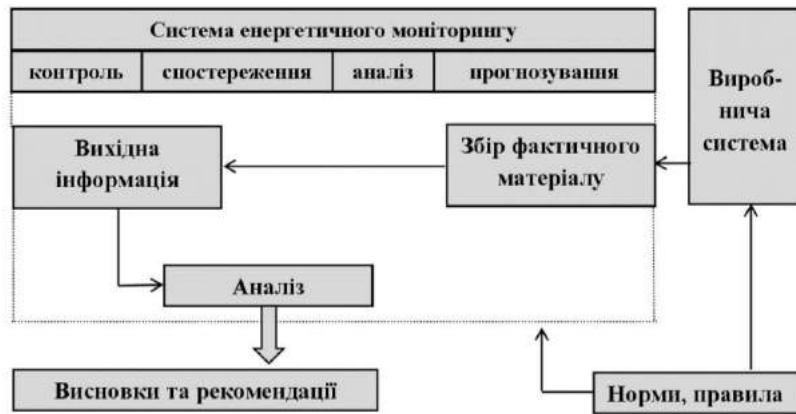 Система енергетичного моніторингу
контроль спостереження аналіз прогнозування
Вироб-
нича
система
Вихідна
інформація
Збір фактичного
матеріалу
Аналіз
Висновки та рекомендації
Норми, правила